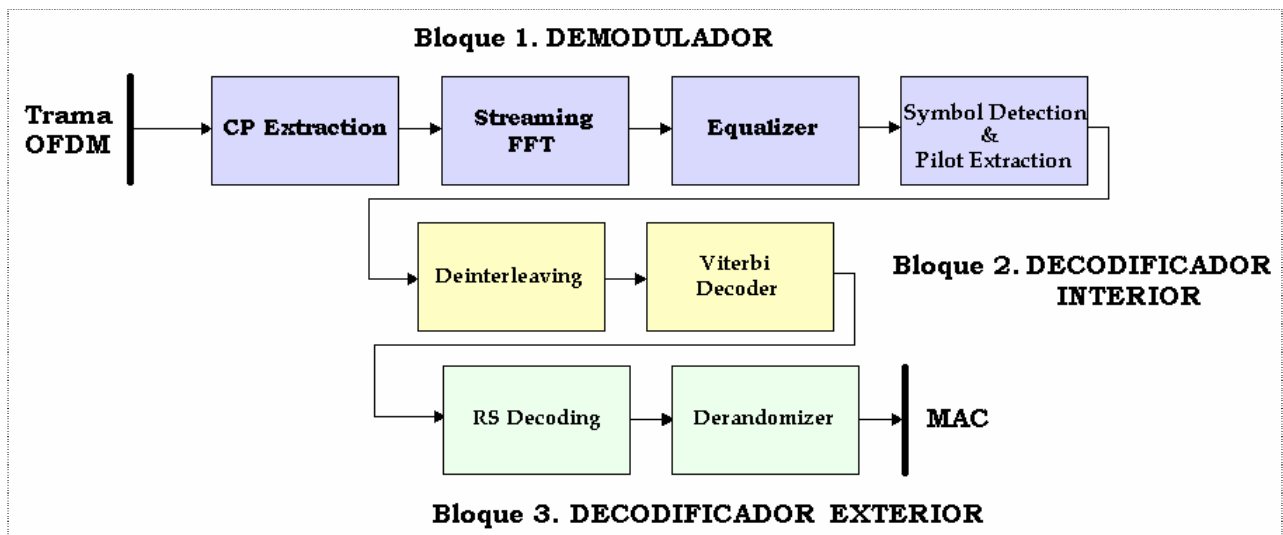 Bloque 1. DEMODULADOR
Trama
OFDM
CP Extraction
Streaming
FFT
Equalizer
Symbol Detection
&
Pilot Extraction
Deinterleaving
Viterbi
Decoder
Bloque 2. DECODIFICADOR
INTERIOR
RS Decoding
Derandomizer
MAC
Bloque 3. DECODIFICADOR EXTERIOR